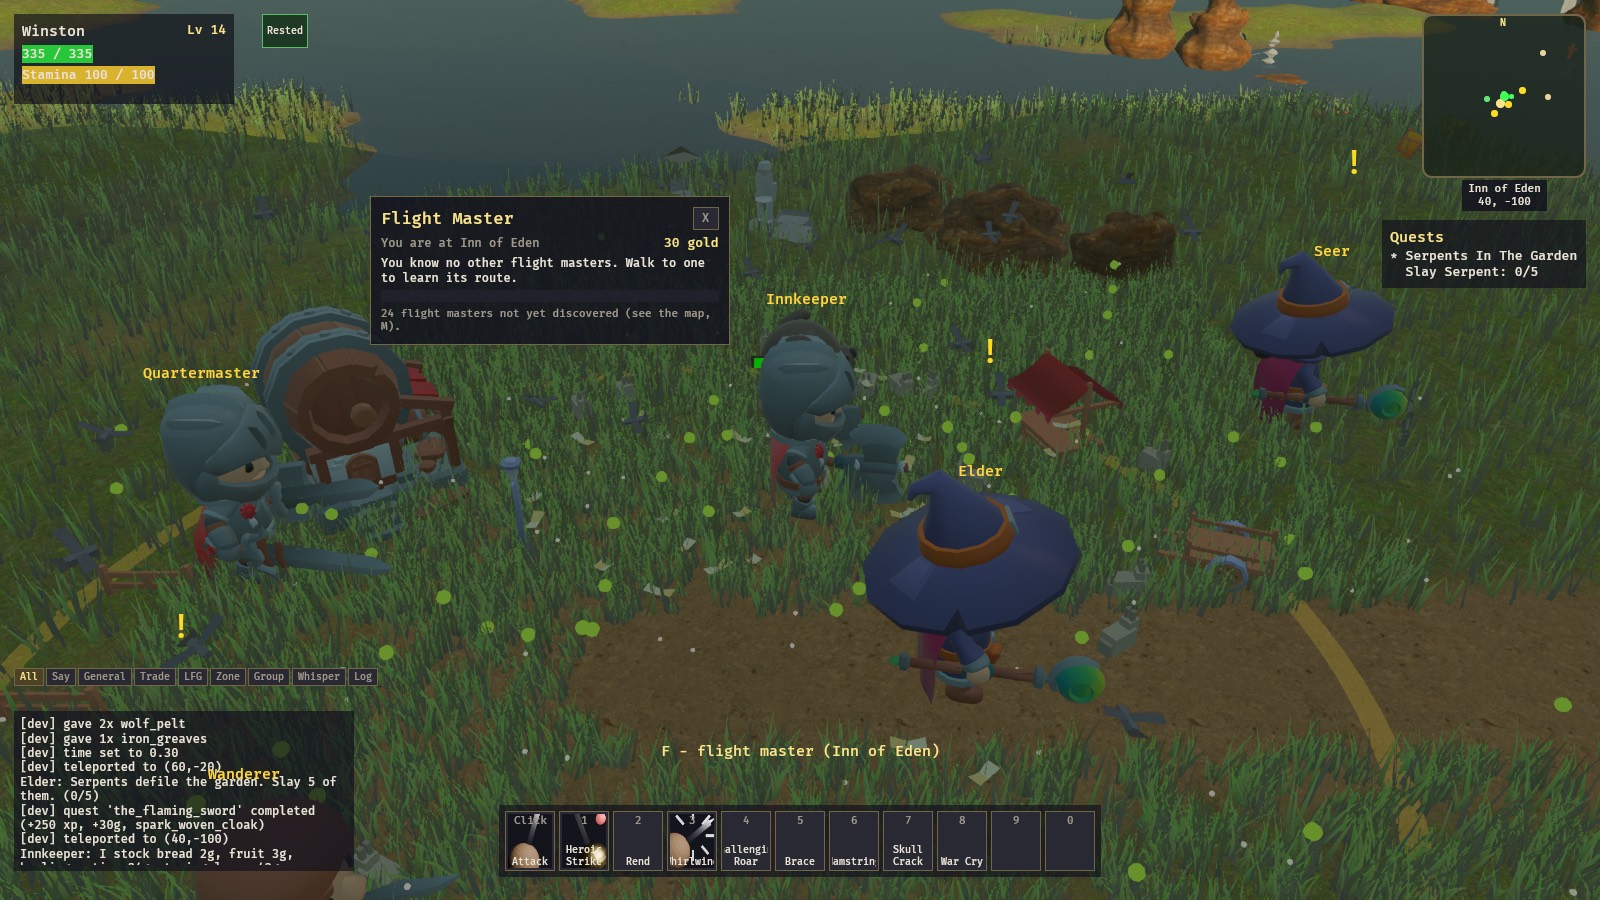 Winston Lv 14
335 / 335
Stamina 100 / 100
Rested
N
Inn of Eden
40, -100
Quests
* Serpents In The Garden
Slay Serpent: 0/5
!
Seer
Flight Master X
You are at Inn of Eden 30 gold
You know no other flight masters. Walk to one
to learn its route.
24 flight masters not yet discovered (see the map,
M).
Innkeeper
!
Quartermaster
Elder
!
All Say General Trade LFG Zone Group Whisper Log
[dev] gave 2x wolf_pelt
[dev] gave 1x iron_greaves
[dev] time set to 0.30
[dev] teleported to (60,-20)
Wanderer
Elder: Serpents defile the garden. Slay 5 of
them. (0/5)
[dev] quest 'the_flaming_sword' completed
(+250 xp, +30g, spark_woven_cloak)
[dev] teleported to (40,-100)
Innkeeper: I stock bread 2g, fruit 3g,
F - flight master (Inn of Eden)
Click 1 2 3 4 5 6 7 8 9 0
Attack
Heroic
Strike
Rend
Whirlwind
allengi
Roar
Brace
amstring
Skull
Crack
War Cry